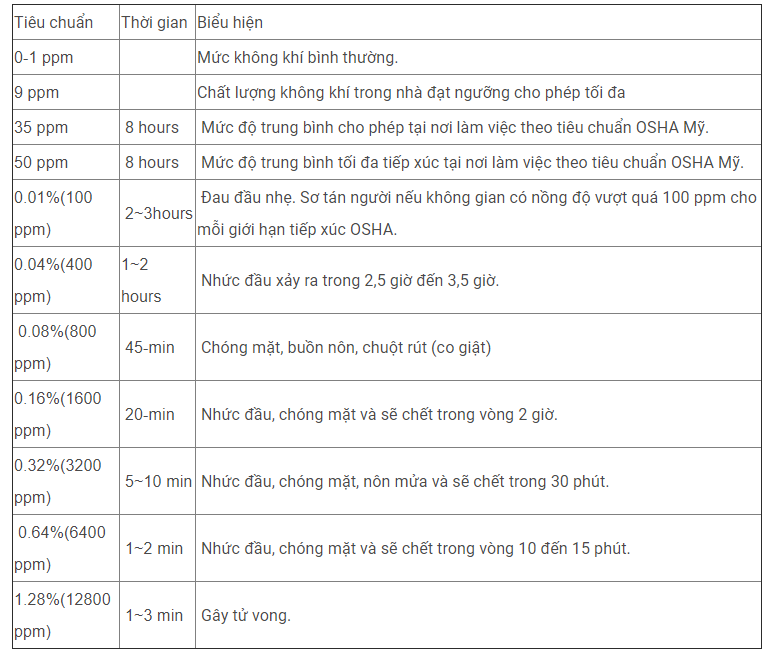 Tiêu chuẩn Thời gian Biểu hiện
0-1 ppm Mức không khí bình thường.
9 ppm Chất lượng không khí trong nhà đạt ngưỡng cho phép tối đa
35 ppm 8 hours Mức độ trung bình cho phép tại nơi làm việc theo tiêu chuẩn OSHA Mỹ.
50 ppm 8 hours Mức độ trung bình tối đa tiếp xúc tại nơi làm việc theo tiêu chuẩn OSHA Mỹ.
0.01%(100
ppm)
2~3hours
Đau đầu nhẹ. Sơ tán người nếu không gian có nồng độ vượt quá 100 ppm cho
mỗi giới hạn tiếp xúc OSHA.
0.04%(400
ppm)
1~2
hours
Nhức đầu xảy ra trong 2,5 giờ đến 3,5 giờ.
0.08%(800
ppm)
45-min
Chóng mặt, buồn nôn, chuột rút (co giật)
0.16%(1600
ppm)
20-min
Nhức đầu, chóng mặt và sẽ chết trong vòng 2 giờ.
0.32%(3200
ppm)
5~10 min
Nhức đầu, chóng mặt, nôn mửa và sẽ chết trong 30 phút.
0.64%(6400
ppm)
1~2 min
Nhức đầu, chóng mặt và sẽ chết trong vòng 10 đến 15 phút.
1.28%(12800
ppm)
1~3 min
Gây tử vong.